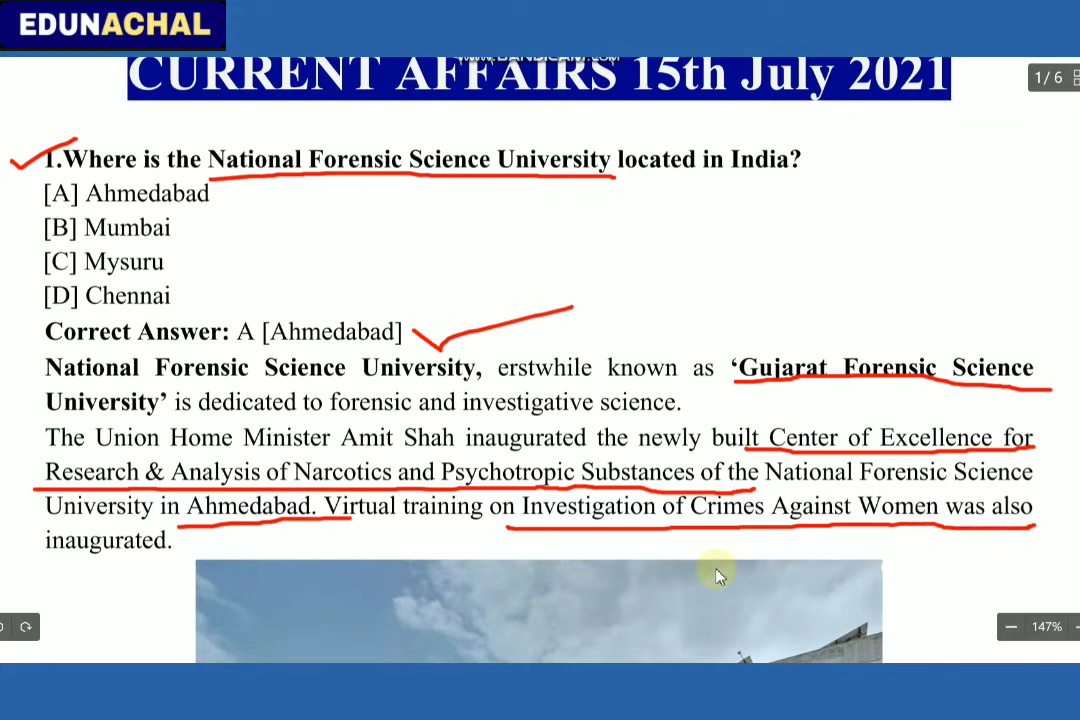 EDUNACHAL
WWW.BANDICAM.COM
CURRENT AFFAIRS 15th July 2021
1 / 6
1.Where is the National Forensic Science University located in India?
[A] Ahmedabad
[B] Mumbai
[C] Mysuru
[D] Chennai
Correct Answer: A [Ahmedabad]
National Forensic Science University, erstwhile known as ‘Gujarat Forensic Science
University’ is dedicated to forensic and investigative science.
The Union Home Minister Amit Shah inaugurated the newly built Center of Excellence for
Research & Analysis of Narcotics and Psychotropic Substances of the National Forensic Science
University in Ahmedabad. Virtual training on Investigation of Crimes Against Women was also
inaugurated.
147%